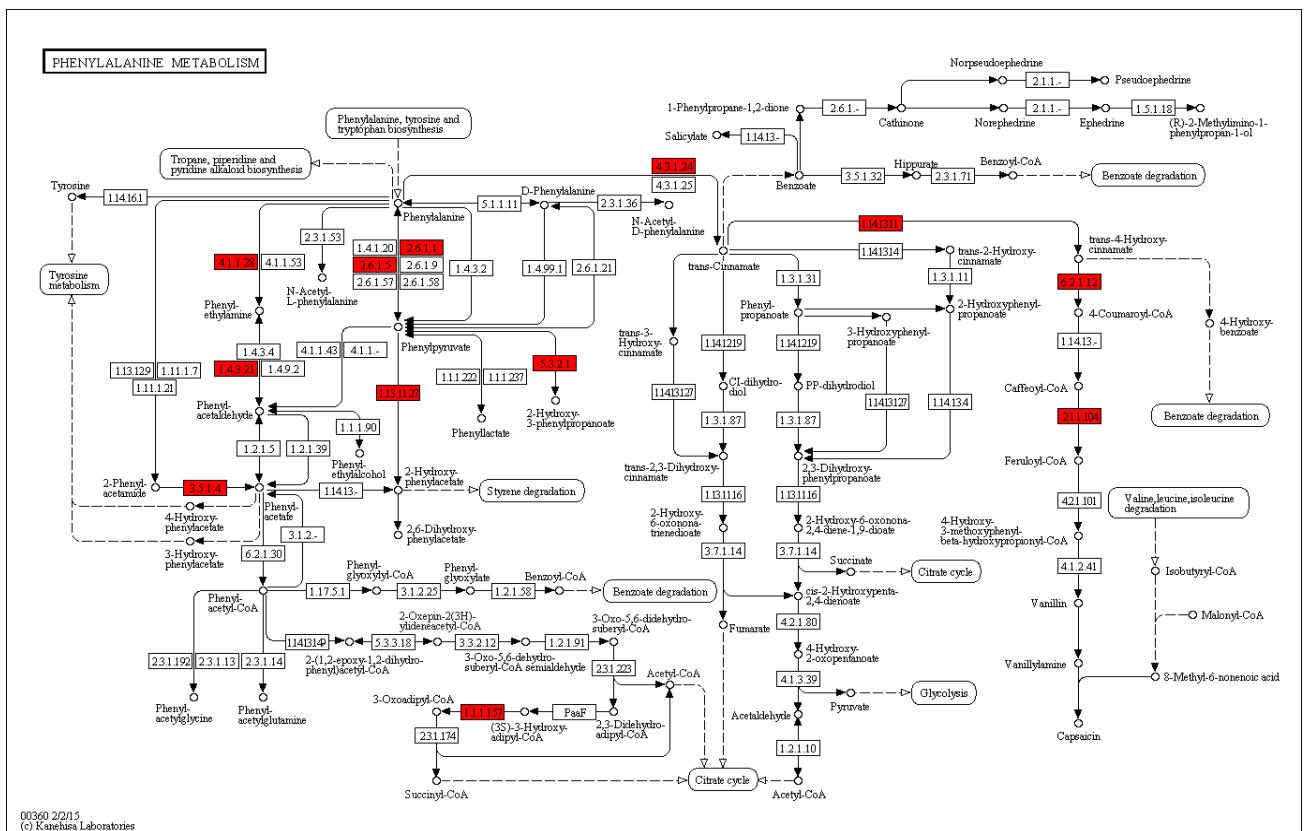 PHENYLALANINE METABOLISM
Norpseudoephedrine
2.1.1.-
Pseudoephedrine
1-Phenylpropane-1,2-dione
2.6.1.-
Cathinone
2.1.1.-
Norephedrine
Ephedrine
1.5.1.18
(R)-2-Methylimino-1-
phenylpropan-1-ol
Phenylalanine, tyrosine and
tryptophan biosynthesis
Salicylate
1.14.13.-
Tropane, piperidine and
pyridine alkaloid biosynthesis
4.3.1.24
4.3.1.25
Benzoate
3.5.1.32
Hippurate
2.3.1.71
Benzoyl-CoA
Benzoate degradation
Tyrosine
1.14.16.1
Phenylalanine
5.1.1.11
D-Phenylalanine
2.3.1.36
N-Acetyl-
D-phenylalanine
2.3.1.53
1.4.1.20
2.6.1.1
2.6.1.5
2.6.1.9
2.6.1.57
2.6.1.58
1.4.3.2
1.4.99.1
2.6.1.21
4.1.1.28
4.1.1.53
N-Acetyl-
L-phenylalanine
Tyrosine
metabolism
trans-Cinnamate
1.14.13.11
1.14.13.14
trans-2-Hydroxy-
cinnamate
trans-4-Hydroxy-
cinnamate
1.3.1.31
1.3.1.11
6.2.1.12
Phenyl-
ethylamine
Phenylpyruvate
Phenyl-
propanoate
2-Hydroxyphenyl-
propanoate
4-Coumaroyl-CoA
4-Hydroxy-
benzoate
trans-3-
Hydroxy-
cinnamate
3-Hydroxyphenyl-
propanoate
1.4.3.4
1.4.3.21
1.4.9.2
4.1.1.43
4.1.1.-
1.1.1.222
1.1.1.237
5.3.2.1
1.14.12.19
1.14.12.19
1.14.13.-
1.13.12.9
1.11.1.7
1.11.1.21
1.13.11.27
1.14.13.127
CI-dihydro-
diol
PP-dihydrodiol
1.14.13.127
1.14.13.4
Caffeoyl-CoA
Phenyl-
acetaldehyde
1.1.1.90
Phenyllactate
2-Hydroxy-
3-phenylpropanoate
1.3.1.87
1.3.1.87
2.1.1.104
Benzoate degradation
1.2.1.5
1.2.1.39
Phenyl-
ethylalcohol
trans-2,3-Dihydroxy-
cinnamate
2,3-Dihydroxy-
phenylpropanoate
Feruloyl-CoA
2-Phenyl-
acetamide
3.5.1.4
Phenyl-
acetate
1.14.13.-
2-Hydroxy-
phenylacetate
Styrene degradation
1.13.11.16
1.13.11.16
4.2.1.101
Valine, leucine, isoleucine
degradation
4-Hydroxy-
phenylacetate
3-Hydroxy-
phenylacetate
2,6-Dihydroxy-
phenylacetate
2-Hydroxy-
6-oxonona-
trienedioate
2-Hydroxy-6-oxonona-
2,4-diene-1,9-dioate
4-Hydroxy-
3-methoxyphenyl-
beta-hydroxypropionyl-CoA
3.1.2.-
6.2.1.30
3.7.1.14
3.7.1.14
Succinate
Citrate cycle
4.1.2.41
Isobutyryl-CoA
Phenyl-
acetyl-CoA
1.17.5.1
Phenyl-
glyoxylyl-CoA
3.1.2.25
Phenyl-
glyoxylate
1.2.1.58
Benzoyl-CoA
Benzoate degradation
cis-2-Hydroxypenta-
2,4-dienoate
Vanillin
Malonyl-CoA
1.14.13.149
2-(1,2-epoxy-1,2-dihydro-
phenyl)acetyl-CoA
5.3.3.18
2-Oxepin-2(3H)-
ylideneacetyl-CoA
3.3.2.12
3-Oxo-5,6-dehydro-
suberyl-CoA semialdehyde
1.2.1.91
3-Oxo-5,6-didehydro-
suberyl-CoA
Fumarate
4.2.1.80
4-Hydroxy-
2-oxopentanoate
Vanillylamine
8-Methyl-6-nonenoic acid
2.3.1.192
2.3.1.13
2.3.1.14
2.3.1.223
Acetyl-CoA
4.1.3.39
Pyruvate
Glycolysis
Phenyl-
acetylglycine
Phenyl-
acetylglutamine
3-Oxoadipyl-CoA
1.1.1.157
(3S)-3-Hydroxy-
adipyl-CoA
PaaF
2,3-Didehydro-
adipyl-CoA
Acetaldehyde
Capsaicin
2.3.1.174
1.2.1.10
Succinyl-CoA
Citrate cycle
Acetyl-CoA
00360 2/2/15
(c) Kanehisa Laboratories